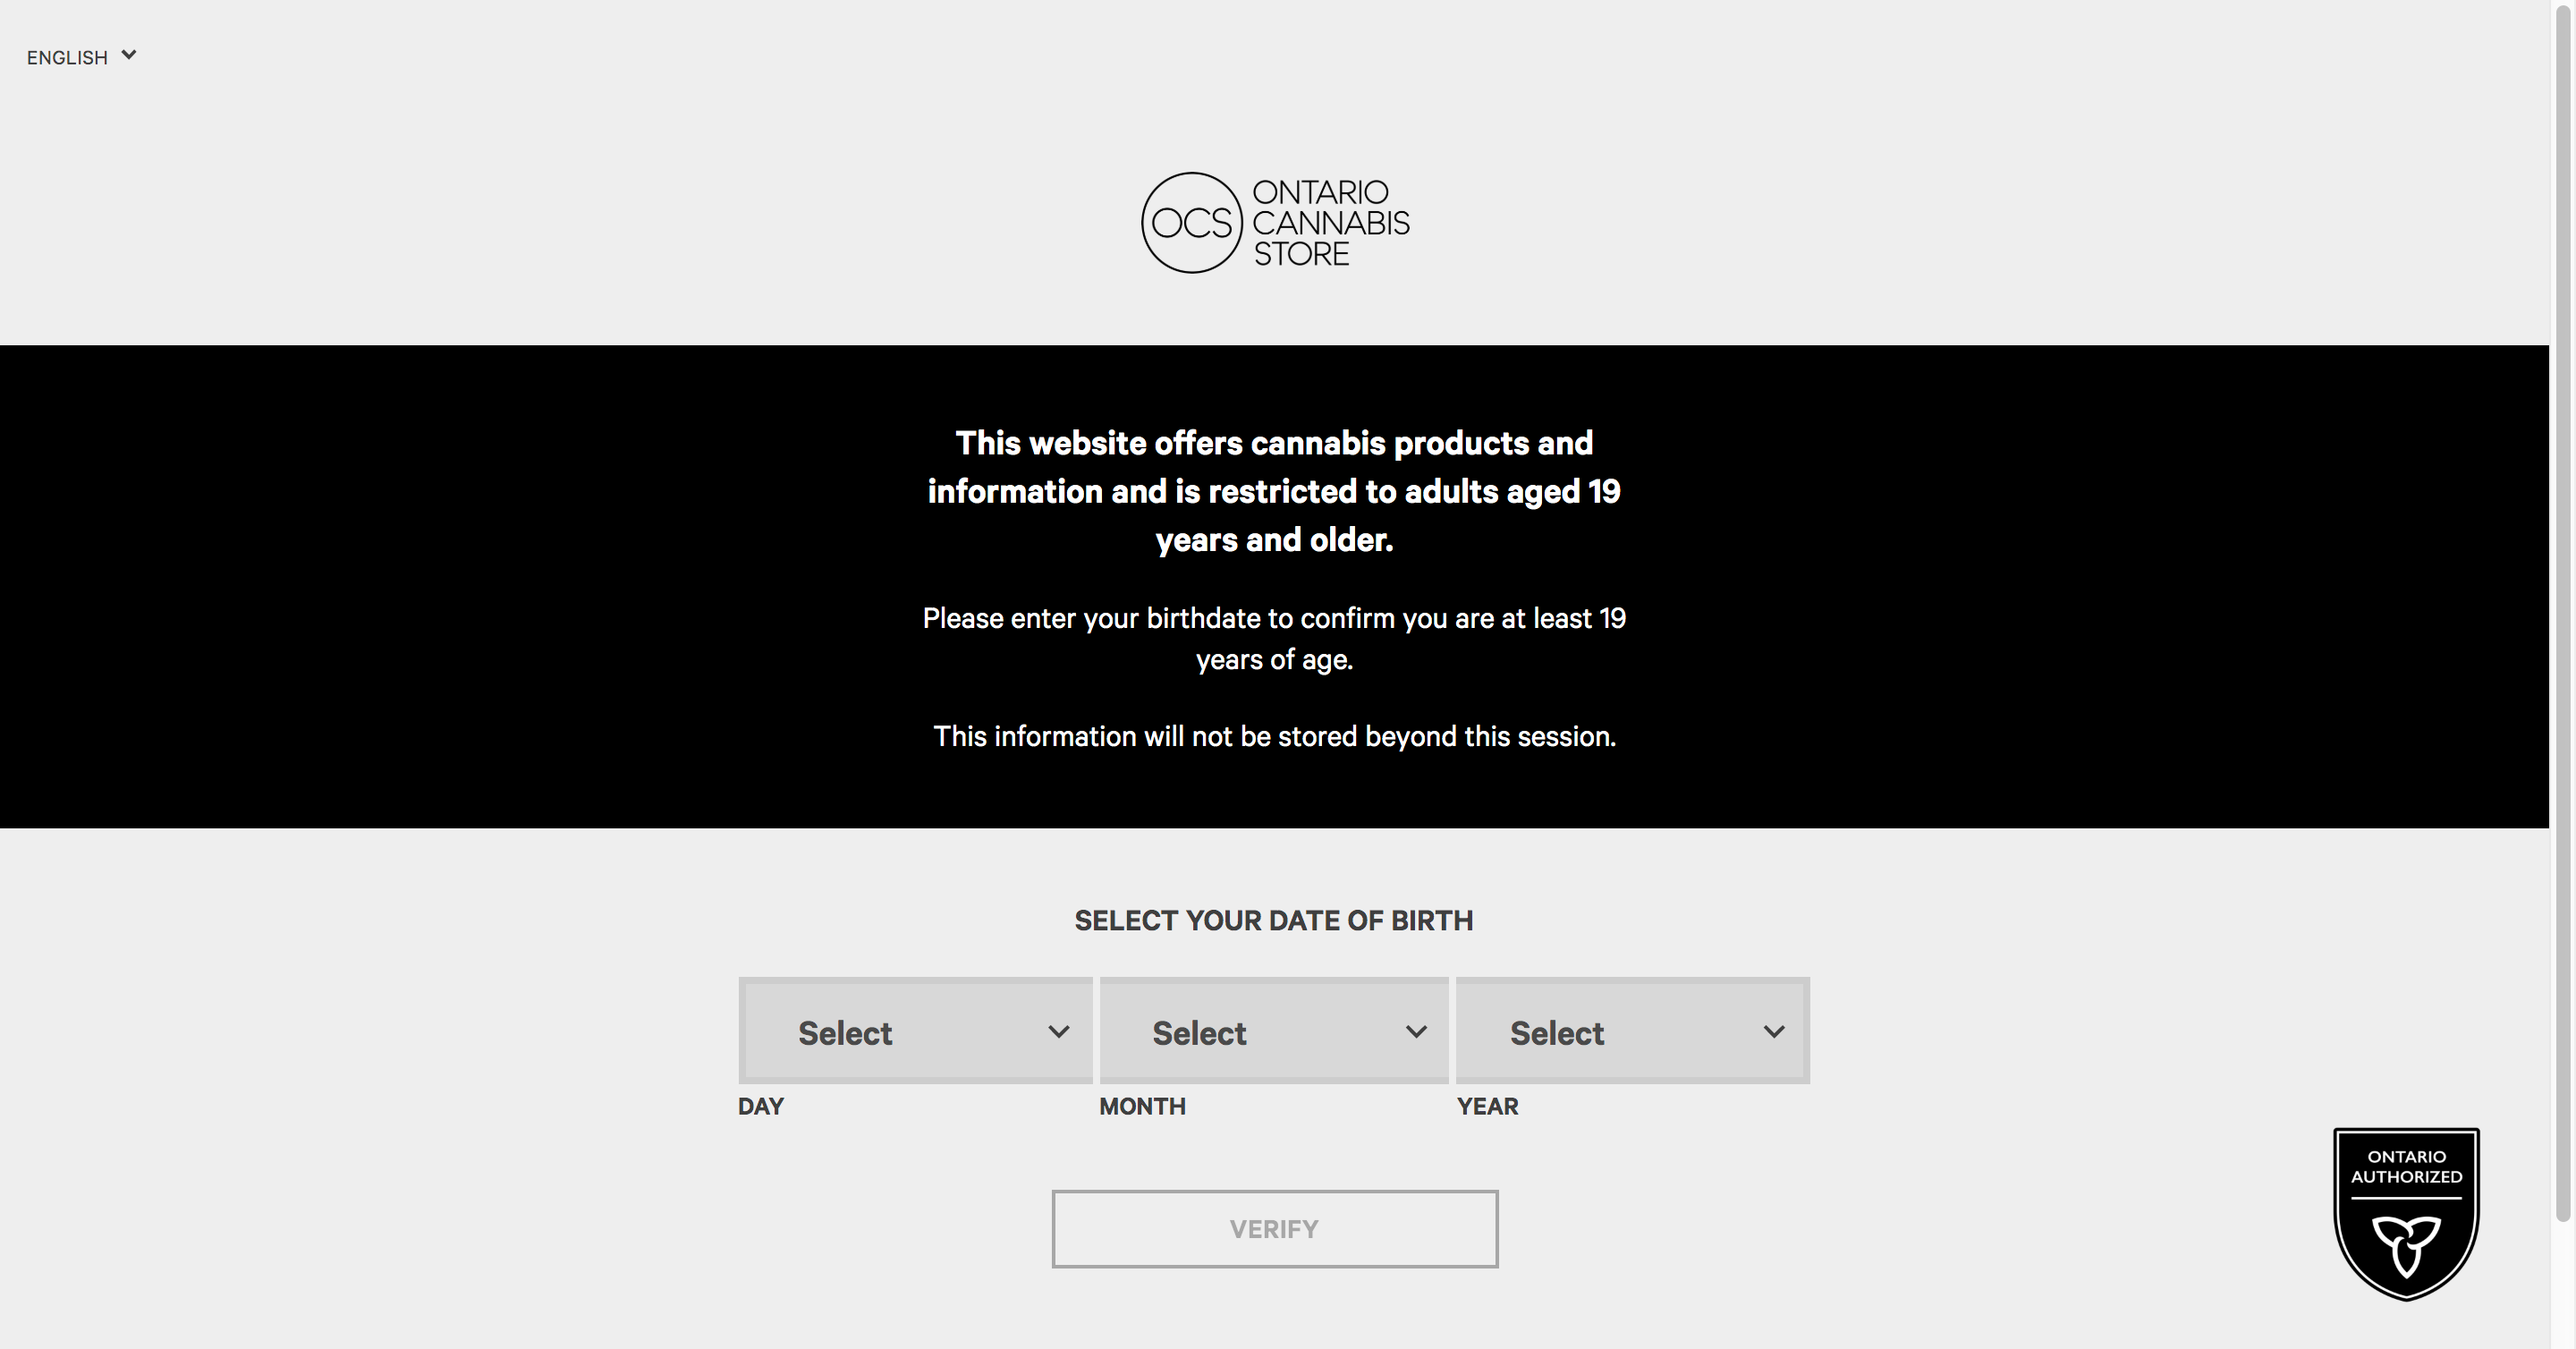 ENGLISH
OCS
ONTARIO
CANNABIS
STORE
This website offers cannabis products and
information and is restricted to adults aged 19
years and older.
Please enter your birthdate to confirm you are at least 19
years of age.
This information will not be stored beyond this session.
SELECT YOUR DATE OF BIRTH
Select Select Select
DAY MONTH YEAR
VERIFY
ONTARIO
AUTHORIZED